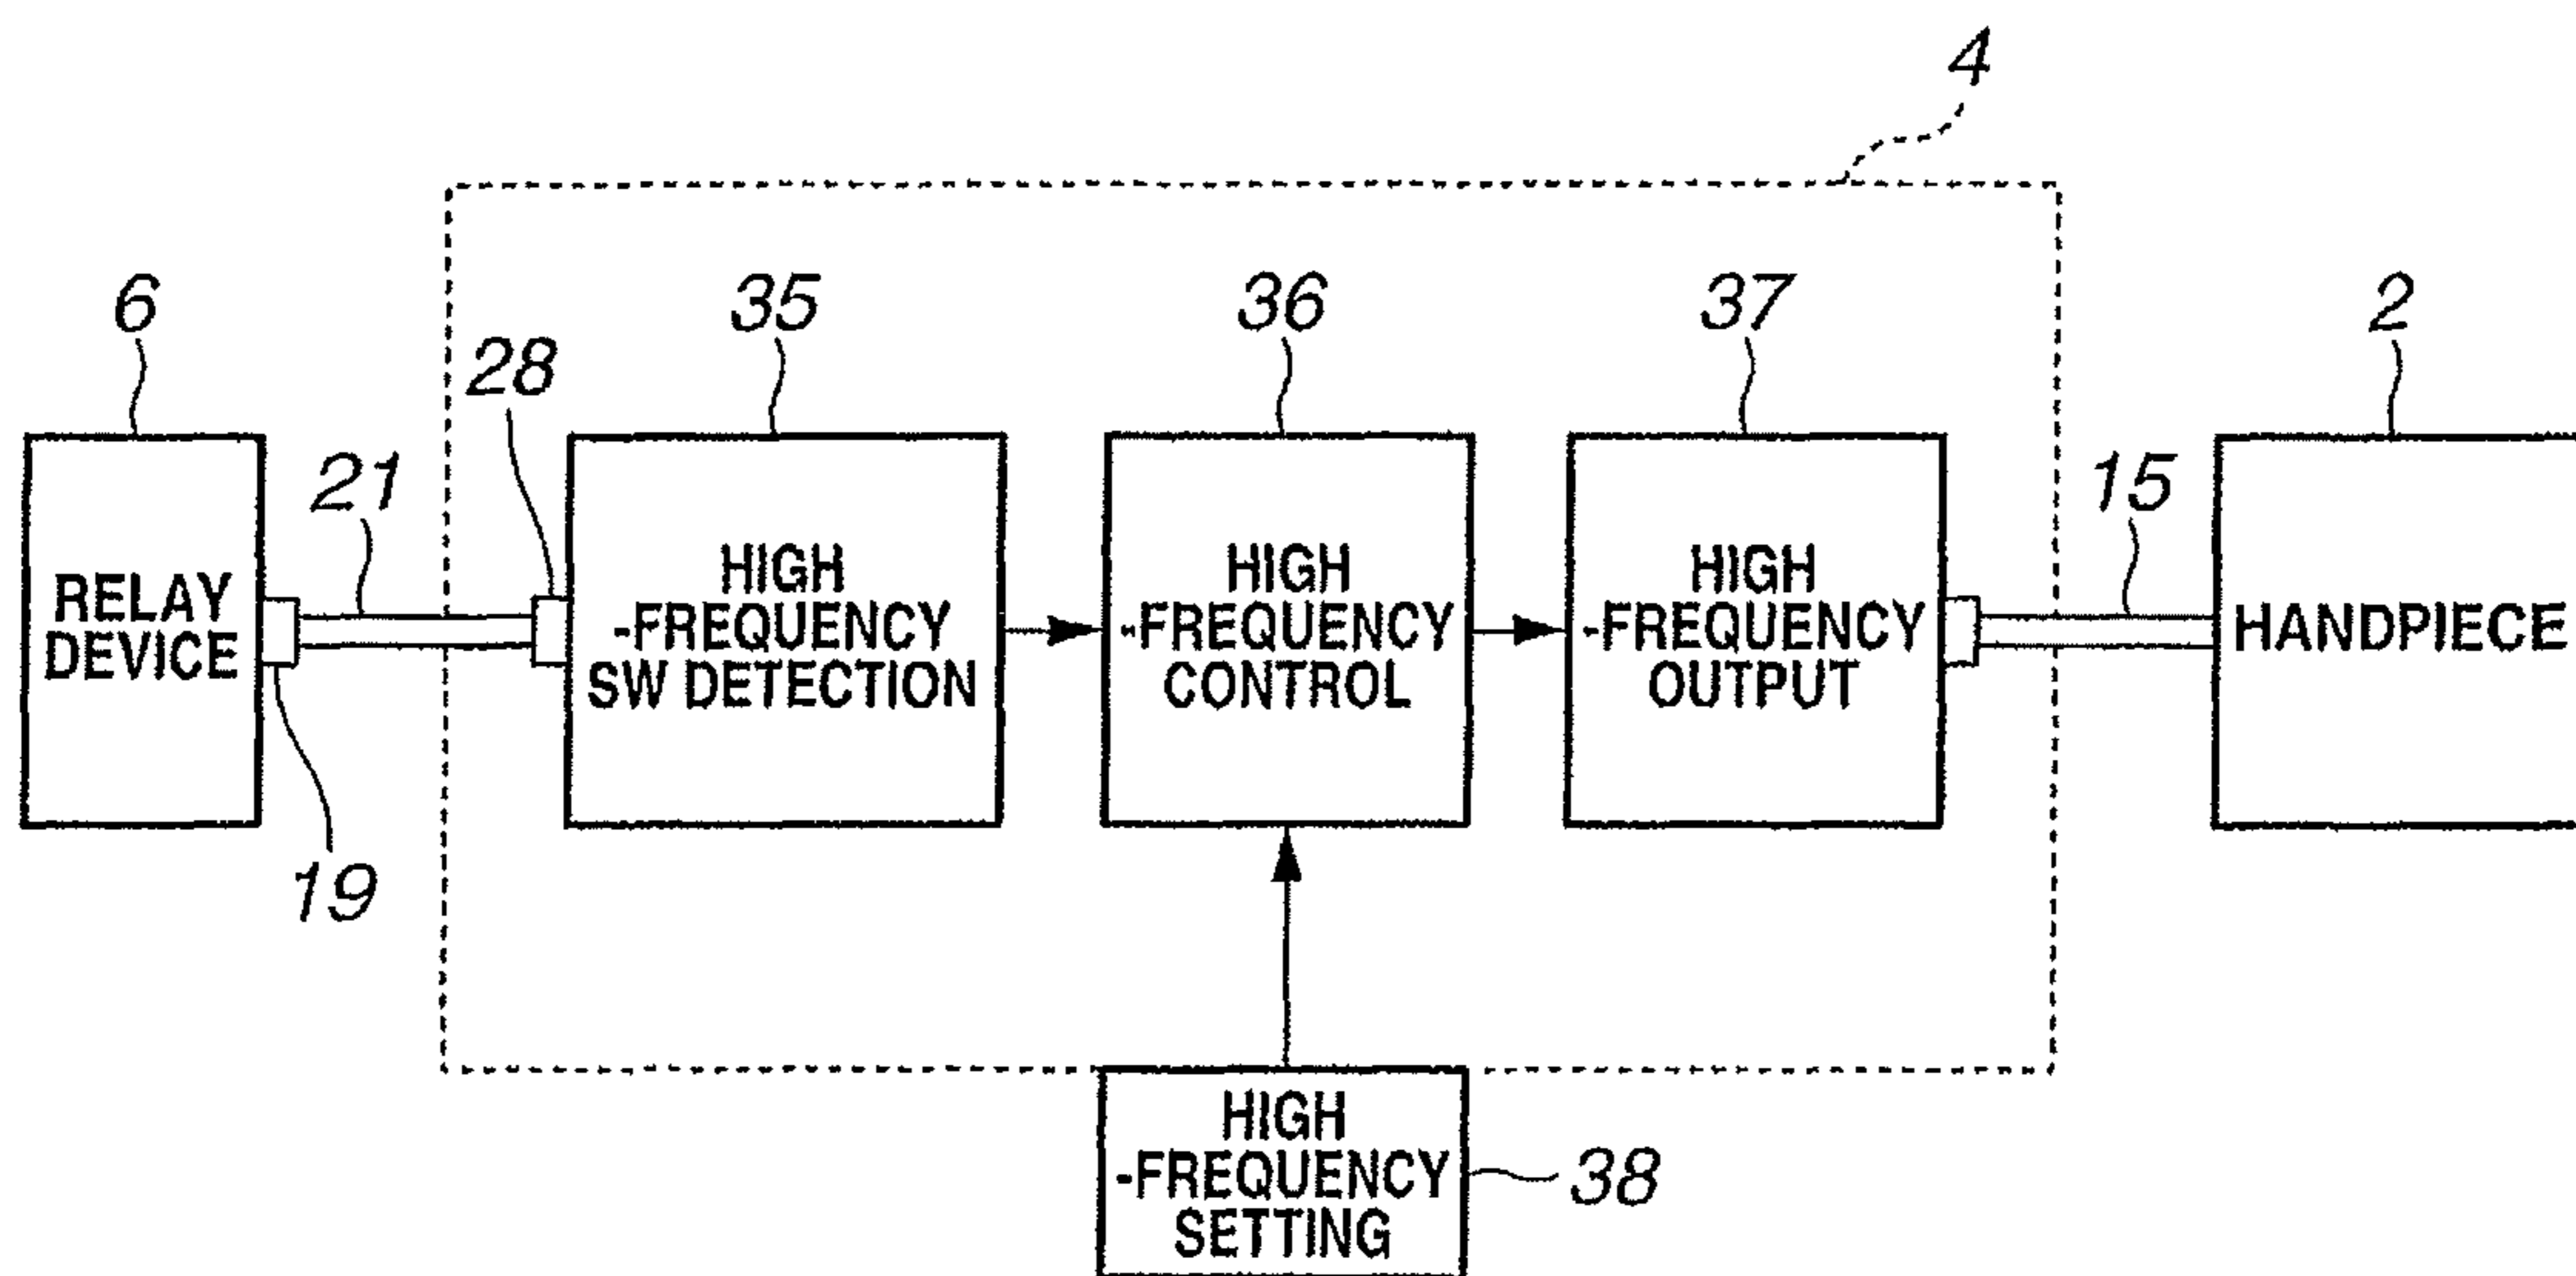 4
6
35
36
37
2
28
21
15
RELAY
DEVICE
HIGH
-FREQUENCY
SW DETECTION
HIGH
-FREQUENCY
CONTROL
HIGH
-FREQUENCY
OUTPUT
HANDPIECE
19
HIGH
-FREQUENCY
SETTING
38